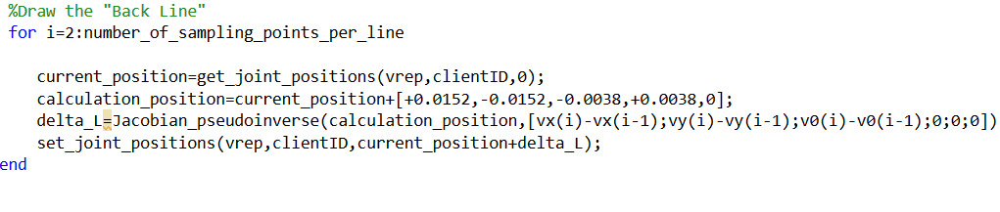 %Draw the "Back Line"
for i=2:number_of_sampling_points_per_line
current_position=get_joint_positions(vrep,clientID,0);
calculation_position=current_position+[+0.0152,-0.0152,-0.0038,+0.0038,0];
delta_L=Jacobian_pseudoinverse(calculation_position,[vx(i)-vx(i-1);vy(i)-vy(i-1);v0(i)-v0(i-1);0;0;0])
set_joint_positions(vrep,clientID,current_position+delta_L);
end